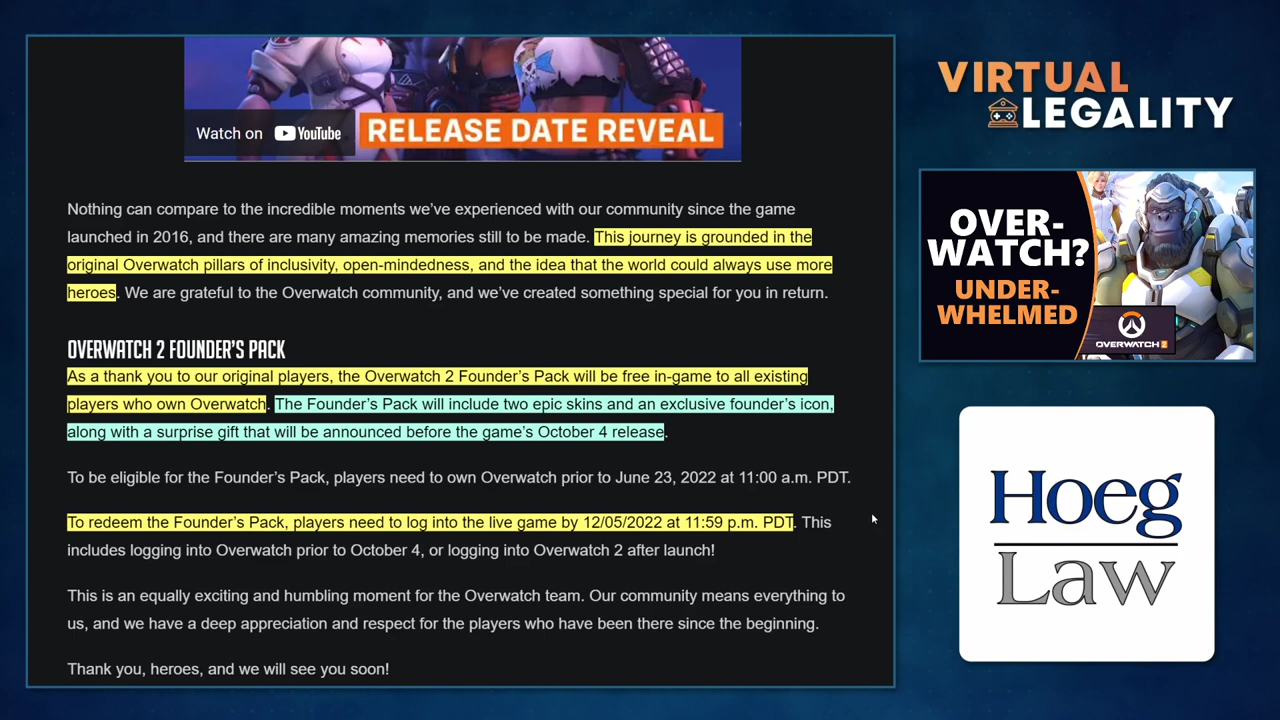 Watch on YouTube
RELEASE DATE REVEAL
Nothing can compare to the incredible moments we've experienced with our community since the game
launched in 2016, and there are many amazing memories still to be made. This journey is grounded in the
original Overwatch pillars of inclusivity, open-mindedness, and the idea that the world could always use more
heroes. We are grateful to the Overwatch community, and we've created something special for you in return.
OVERWATCH 2 FOUNDER'S PACK
As a thank you to our original players, the Overwatch 2 Founder's Pack will be free in-game to all existing
players who own Overwatch. The Founder's Pack will include two epic skins and an exclusive founder's icon,
along with a surprise gift that will be announced before the game's October 4 release.
To be eligible for the Founder's Pack, players need to own Overwatch prior to June 23, 2022 at 11:00 a.m. PDT.
To redeem the Founder's Pack, players need to log into the live game by 12/05/2022 at 11:59 p.m. PDT. This
includes logging into Overwatch prior to October 4, or logging into Overwatch 2 after launch!
This is an equally exciting and humbling moment for the Overwatch team. Our community means everything to
us, and we have a deep appreciation and respect for the players who have been there since the beginning.
Thank you, heroes, and we will see you soon!
VIRTUAL
LEGALITY
OVER-
WATCH?
UNDER-
WHELMED
OVERWATCH 2
Hoeg
Law